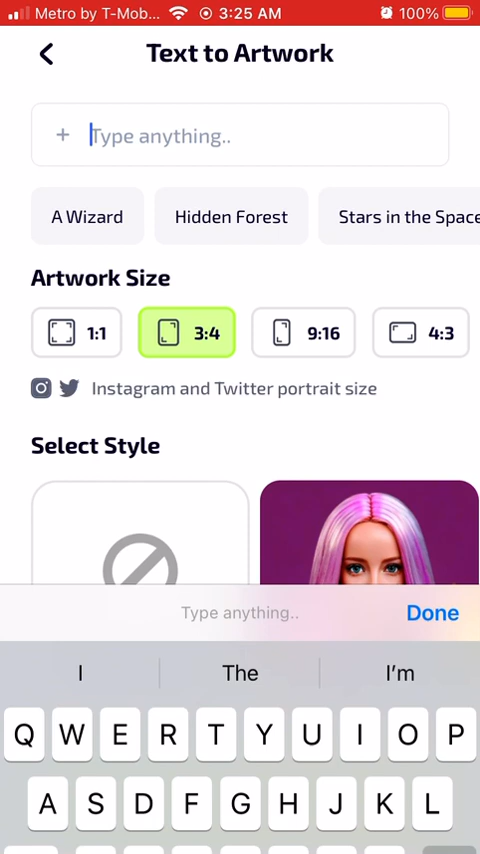 Metro by T-Mob... 3:25 AM 100%
Text to Artwork
+ Type anything..
A Wizard Hidden Forest Stars in the Space
Artwork Size
1:1 3:4 9:16 4:3
Instagram and Twitter portrait size
Select Style
Type anything.. Done
I The I'm
Q W E R T Y U I O P
A S D F G H J K L